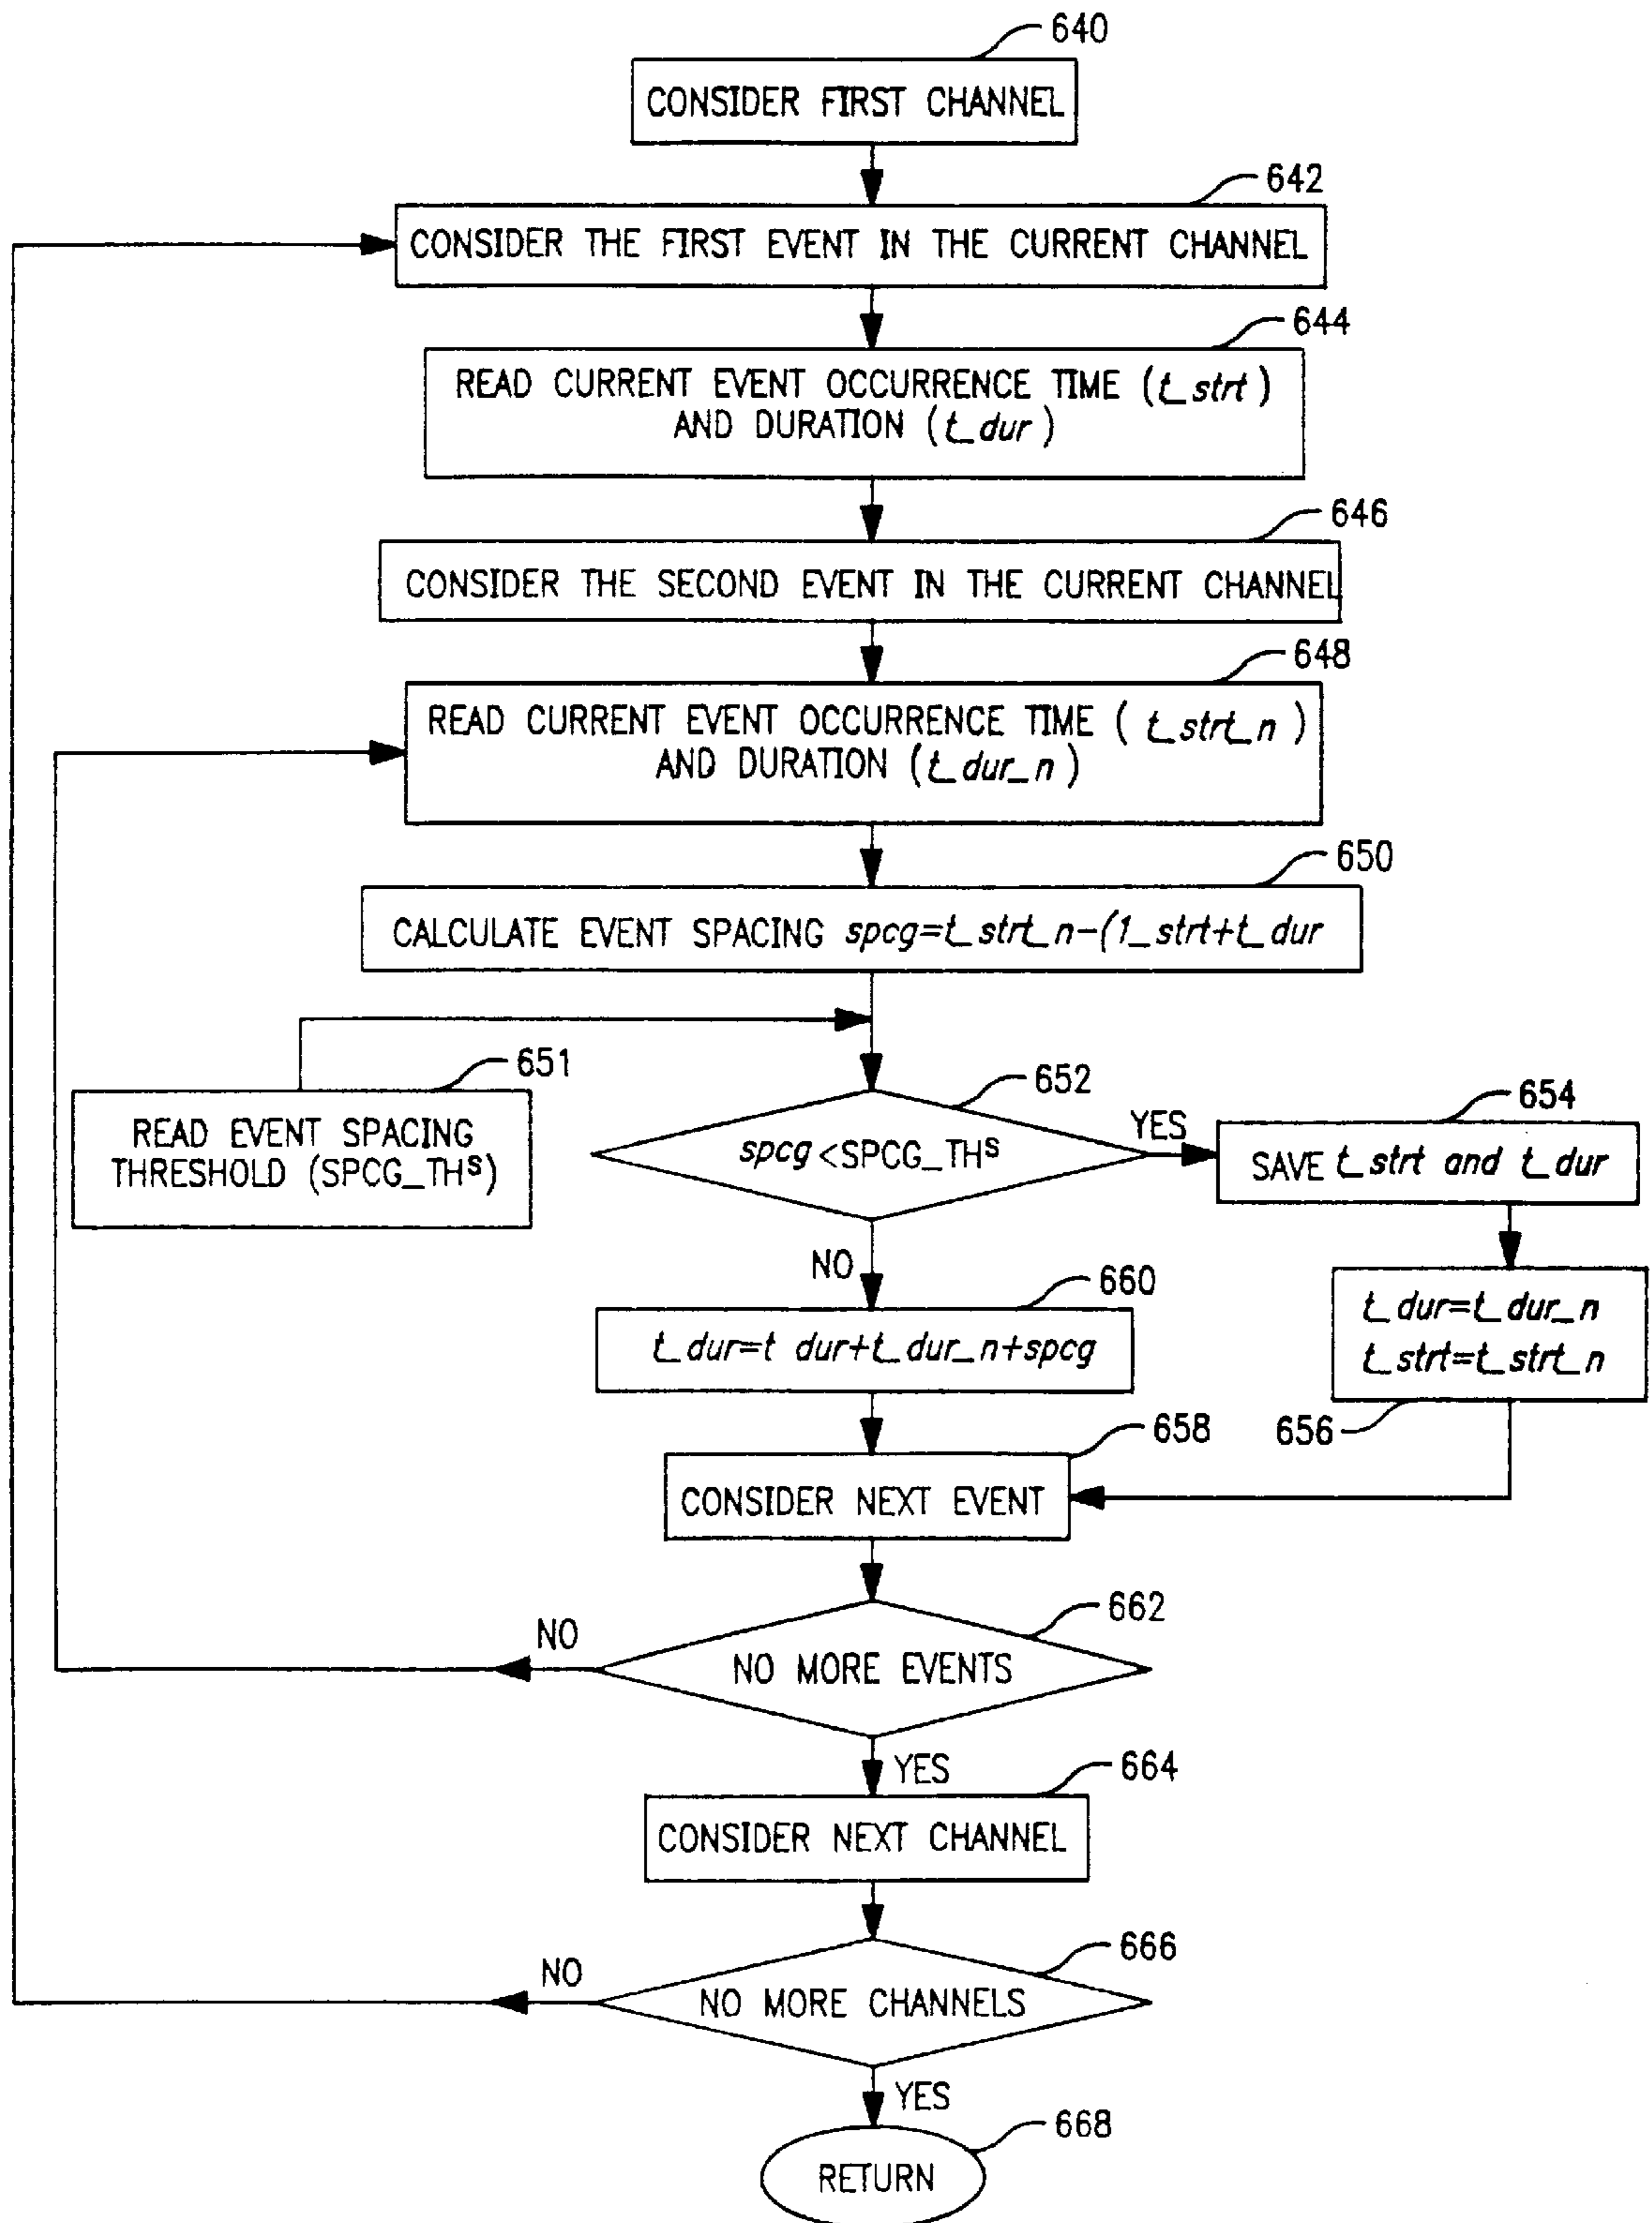 640
CONSIDER FIRST CHANNEL
642
CONSIDER THE FIRST EVENT IN THE CURRENT CHANNEL
644
READ CURRENT EVENT OCCURRENCE TIME (t_strt)
AND DURATION (t_dur)
646
CONSIDER THE SECOND EVENT IN THE CURRENT CHANNEL
648
READ CURRENT EVENT OCCURRENCE TIME ( t_strt_n )
AND DURATION (t_dur_n)
650
CALCULATE EVENT SPACING spcg=t_strt_n-(1_strt+t_dur
651
READ EVENT SPACING
THRESHOLD (SPCG_THˢ)
652
spcg<SPCG_THˢ
YES
654
SAVE t_strt and t_dur
NO
660
t_dur=t dur+t_dur_n+spcg
t_dur=t_dur_n
t_strt=t_strt_n
656
658
CONSIDER NEXT EVENT
662
NO
NO MORE EVENTS
YES
664
CONSIDER NEXT CHANNEL
666
NO
NO MORE CHANNELS
YES
668
RETURN